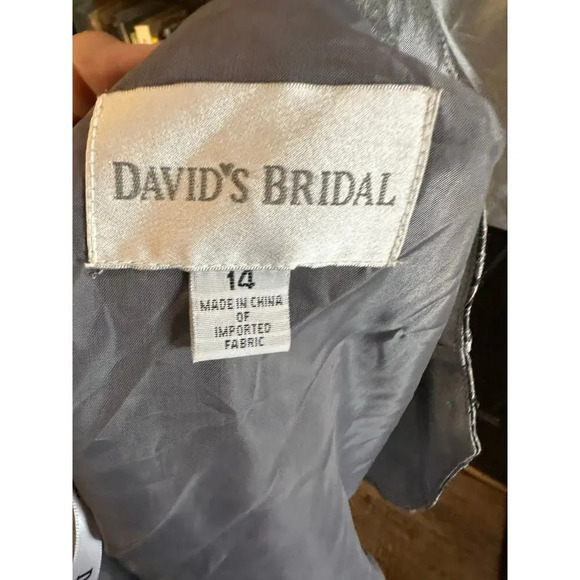 DAVID'S BRIDAL
14
MADE IN CHINA
OF
IMPORTED
FABRIC